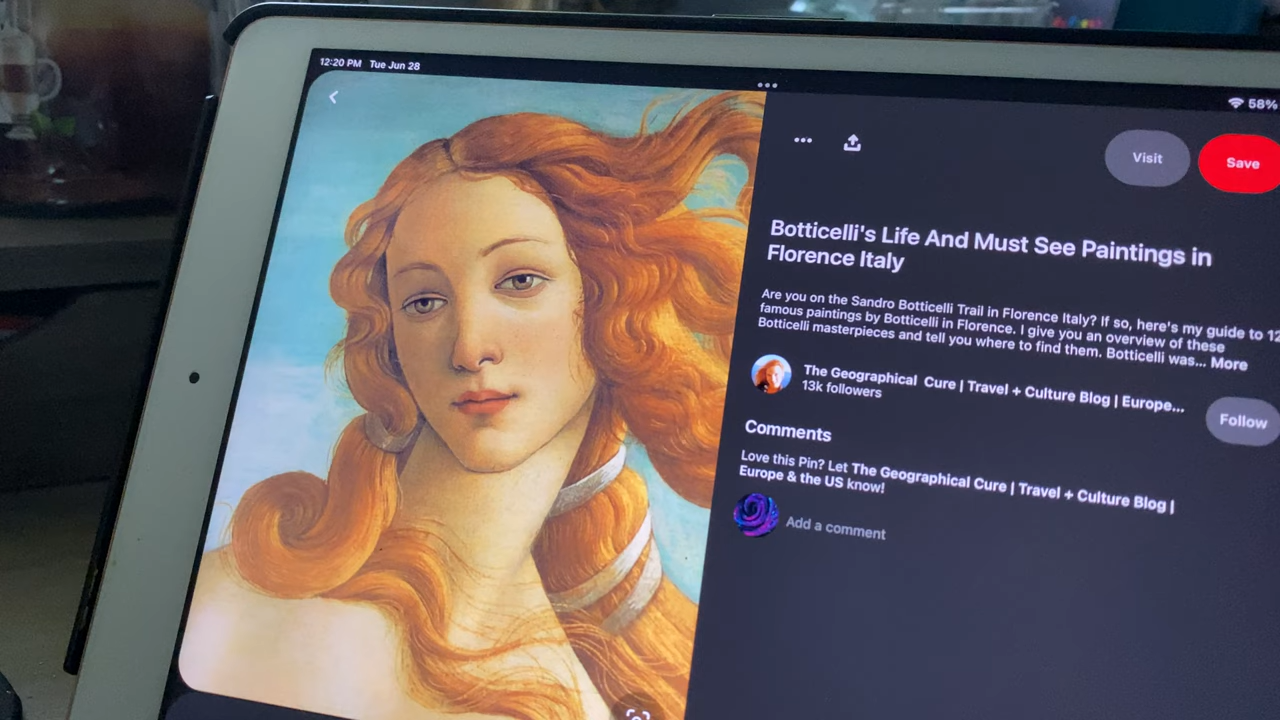 12:20 PM Tue Jun 28
58%
Visit
Save
Botticelli's Life And Must See Paintings in
Florence Italy
Are you on the Sandro Botticelli Trail in Florence Italy? If so, here's my guide to 12
famous paintings by Botticelli in Florence. I give you an overview of these
Botticelli masterpieces and tell you where to find them. Botticelli was... More
The Geographical Cure | Travel + Culture Blog | Europe...
13k followers
Follow
Comments
Love this Pin? Let The Geographical Cure | Travel + Culture Blog |
Europe & the US know!
Add a comment